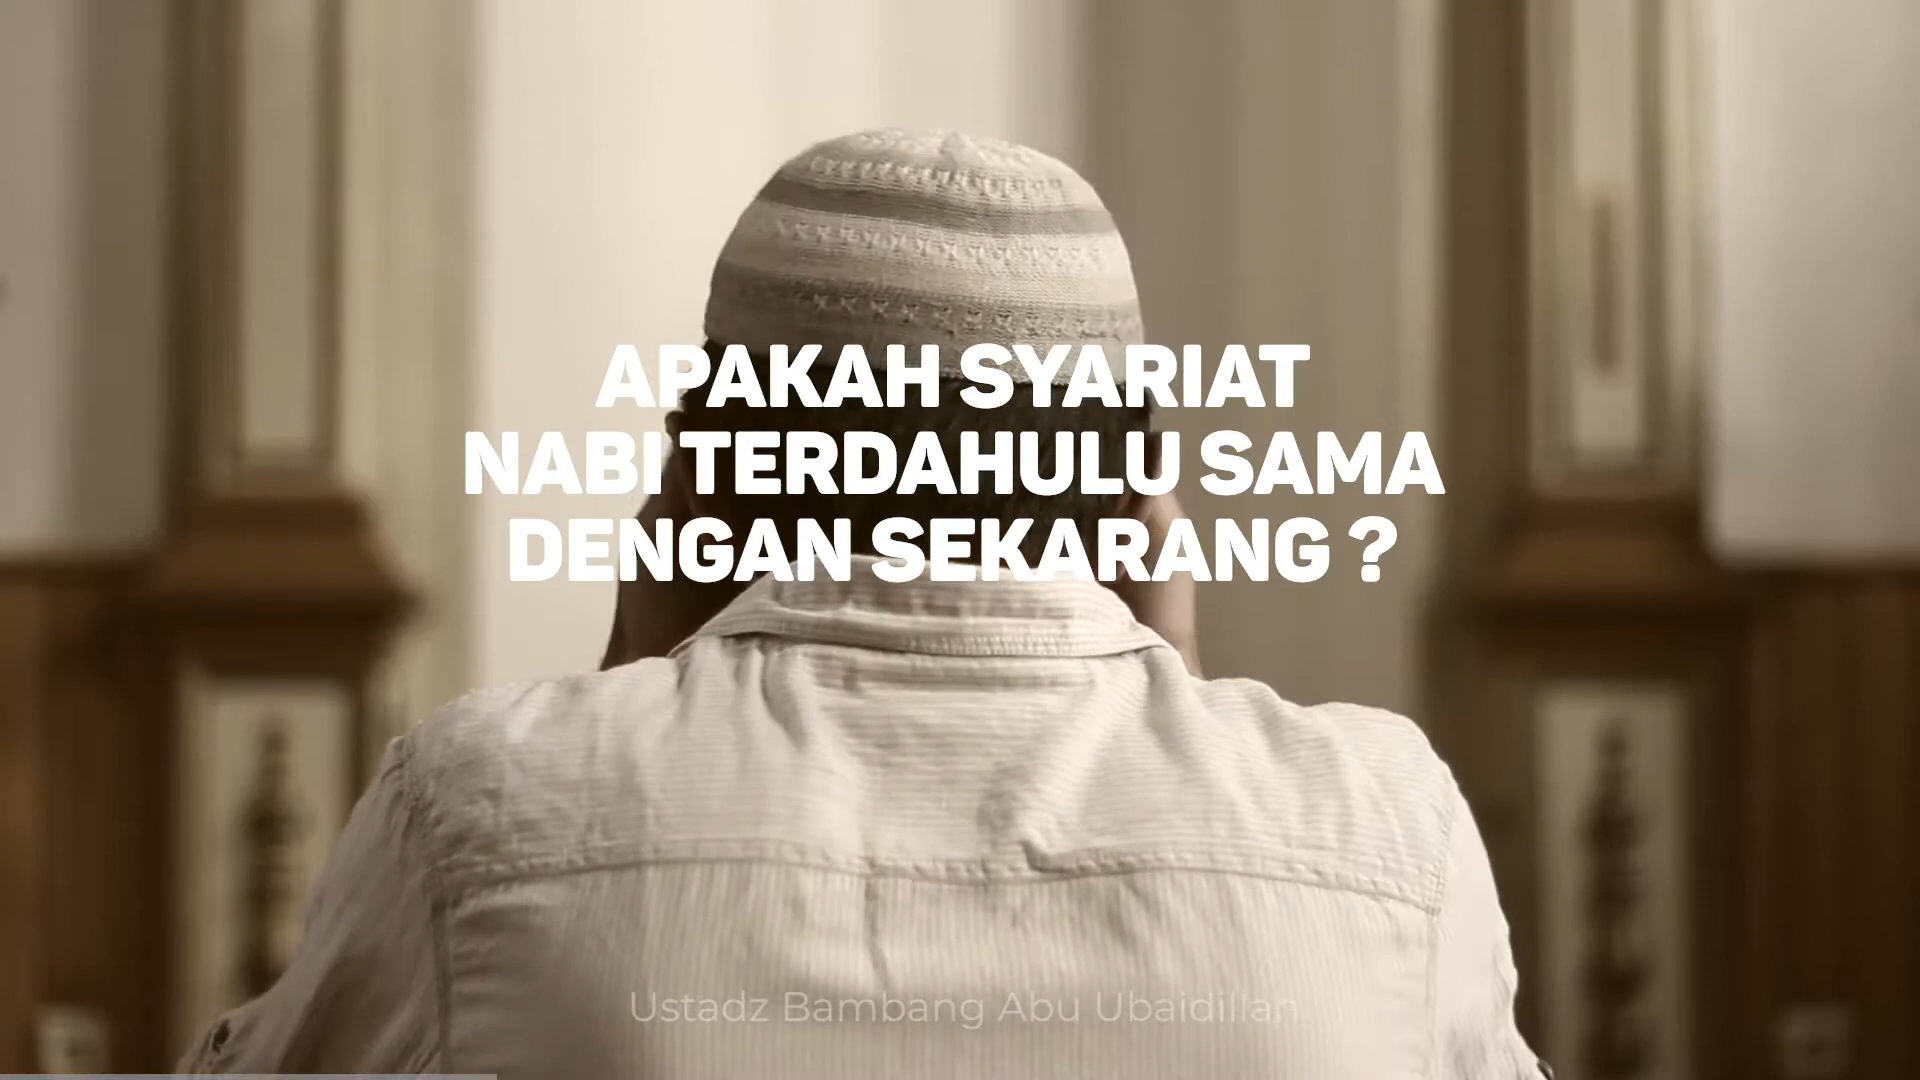 APAKAH SYARIAT
NABI TERDAHULU SAMA
DENGAN SEKARANG ?
Ustadz Bambang Abu Ubaidillah